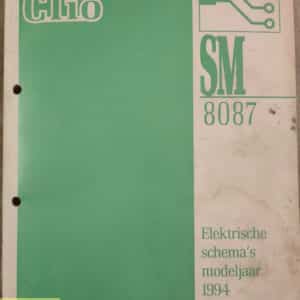 CLIO
SM
8087
Elektrische
schema's
modeljaar
1994